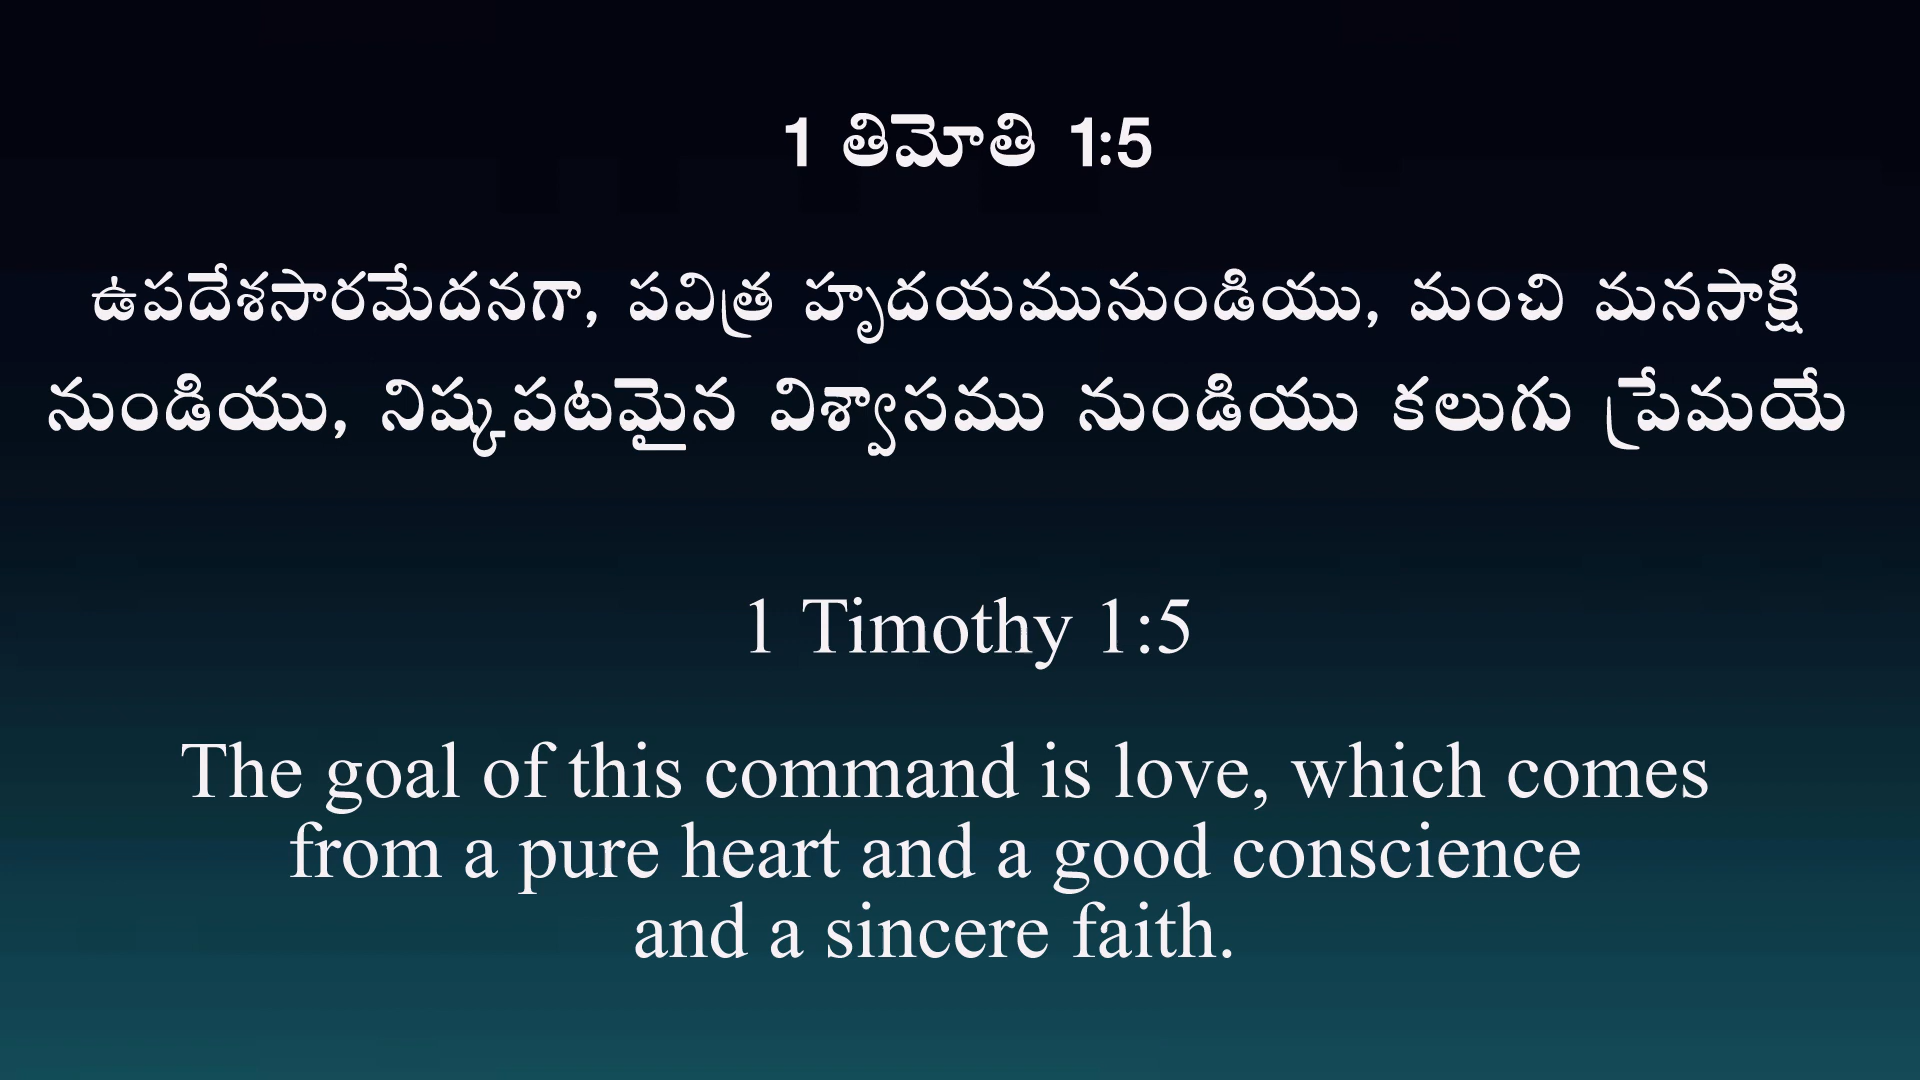 1 తిమోతి 1:5
ఉపదేశసారమేదనగా, పవిత్ర హృదయమునుండియు, మంచి మనసాక్షి
నుండియు, నిష్కపటమైన విశ్వాసము నుండియు కలుగు ప్రేమయే
1 Timothy 1:5
The goal of this command is love, which comes
from a pure heart and a good conscience
and a sincere faith.